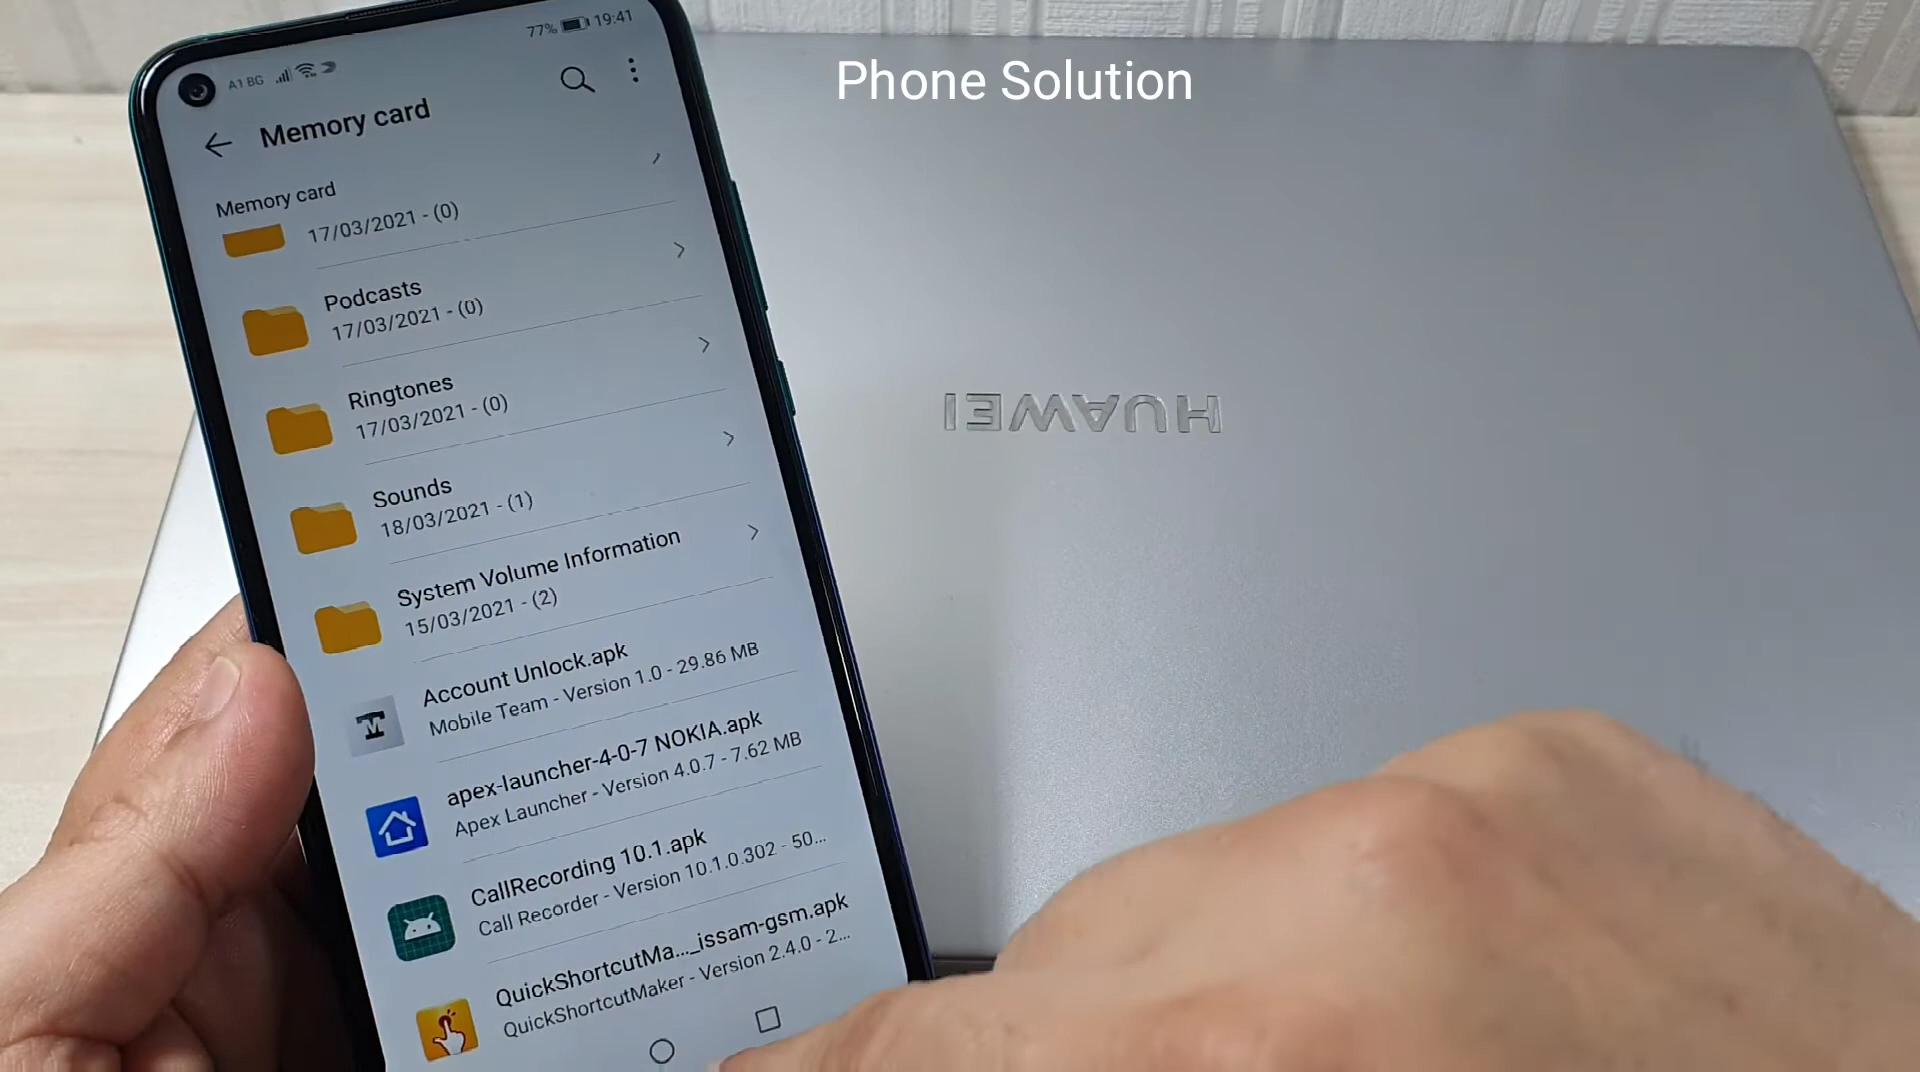 Phone Solution
77% 19:41
A1 BG
Memory card
Memory card
17/03/2021 - (0)
Podcasts
17/03/2021 - (0)
Ringtones
17/03/2021 - (0)
Sounds
18/03/2021 - (1)
System Volume Information
15/03/2021 - (2)
Account Unlock.apk
Mobile Team - Version 1.0 - 29.86 MB
apex-launcher-4-0-7 NOKIA.apk
Apex Launcher - Version 4.0.7 - 7.62 MB
CallRecording 10.1.apk
Call Recorder - Version 10.1.0.302 - 50...
QuickShortcutMa..._issam-gsm.apk
QuickShortcutMaker - Version 2.4.0 - 2...
HUAWEI